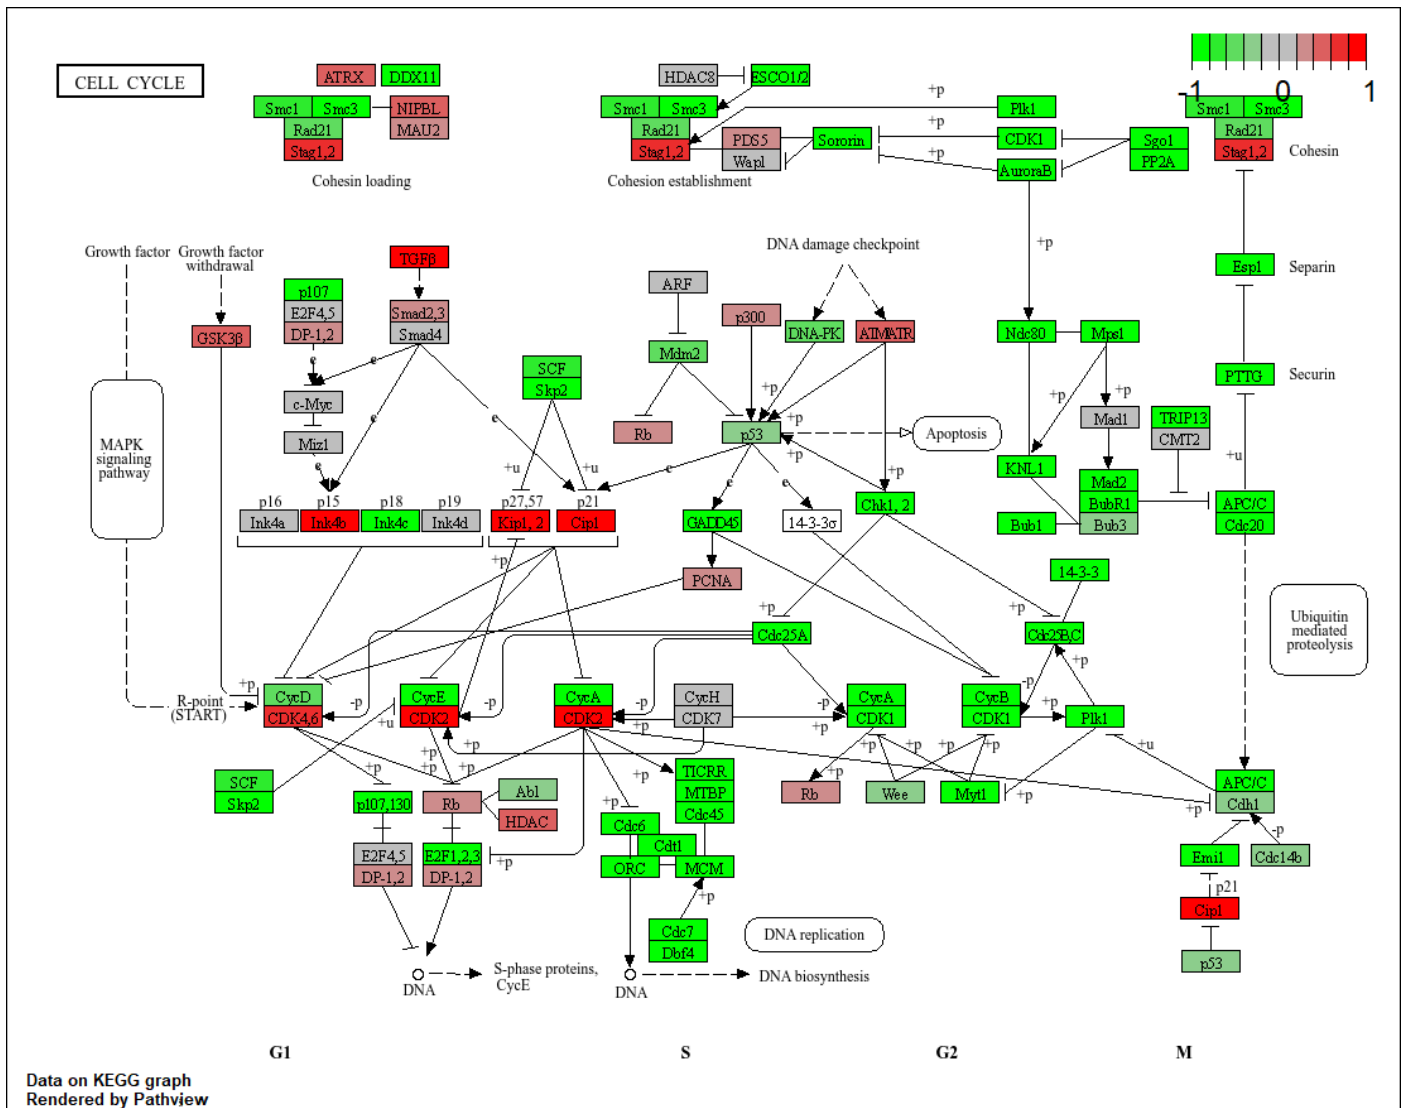 CELL CYCLE
ATRX
DDX11
Smc1
Smc3
NIPBL
Rad21
MAU2
Stag1,2
Cohesin loading
HDAC8
ESCO1/2
Smc1
Smc3
Rad21
Stag1,2
PDS5
Wapl
Sororin
Cohesion establishment
+p
Plk1
+p
CDK1
+p
AuroraB
Sgo1
PP2A
-1
0
1
Smc1
Smc3
Rad21
Stag1,2
Cohesin
Growth factor
Growth factor
withdrawal
GSK3β
p107
E2F4,5
DP-1,2
e
c-Myc
Miz1
e
TGFβ
Smad2,3
Smad4
e
e
e
SCF
Skp2
+u
+u
ARF
Mdm2
Rb
p300
DNA damage checkpoint
DNA-PK
ATMATR
+p
+p
p53
+p
Apoptosis
+p
Chk1, 2
e
e
e
GADD45
14-3-3σ
PCNA
+p
Ndc80
Mps1
+p
+p
Mad1
KNL1
Mad2
BubR1
Bub3
Bub1
TRIP13
CMT2
Esp1
Separin
PTTG
Securin
+u
APC/C
Cdc20
MAPK
signaling
pathway
p16
Ink4a
p15
Ink4b
p18
Ink4c
p19
Ink4d
p27,57
Kip1, 2
p21
Cip1
+p
+p
Cdc25A
14-3-3
+p
Cdc25B,C
+p
Ubiquitin
mediated
proteolysis
R-point
(START)
+p
CycD
CDK4,6
-p
CycE
CDK2
-p
+u
CycA
CDK2
-p
+p
CycH
CDK7
-p
+p
CycA
CDK1
CycB
CDK1
-p
+p
Plk1
+u
SCF
Skp2
+p
+p
+p
+p
+p
p107,130
Rb
Abl
HDAC
E2F4,5
DP-1,2
E2F1,2,3
DP-1,2
+p
+p
+p
TICRR
MTBP
Cdc45
Cdc6
Cdt1
ORC
MCM
+p
Cdc7
Dbf4
Rb
+p
Wee
+p
+p
Myt1
+p
+p
APC/C
Cdh1
-p
Emi1
Cdc14b
p21
Cip1
p53
DNA replication
DNA
S-phase proteins,
CycE
DNA
DNA biosynthesis
G1
S
G2
M
Data on KEGG graph
Rendered by Pathview